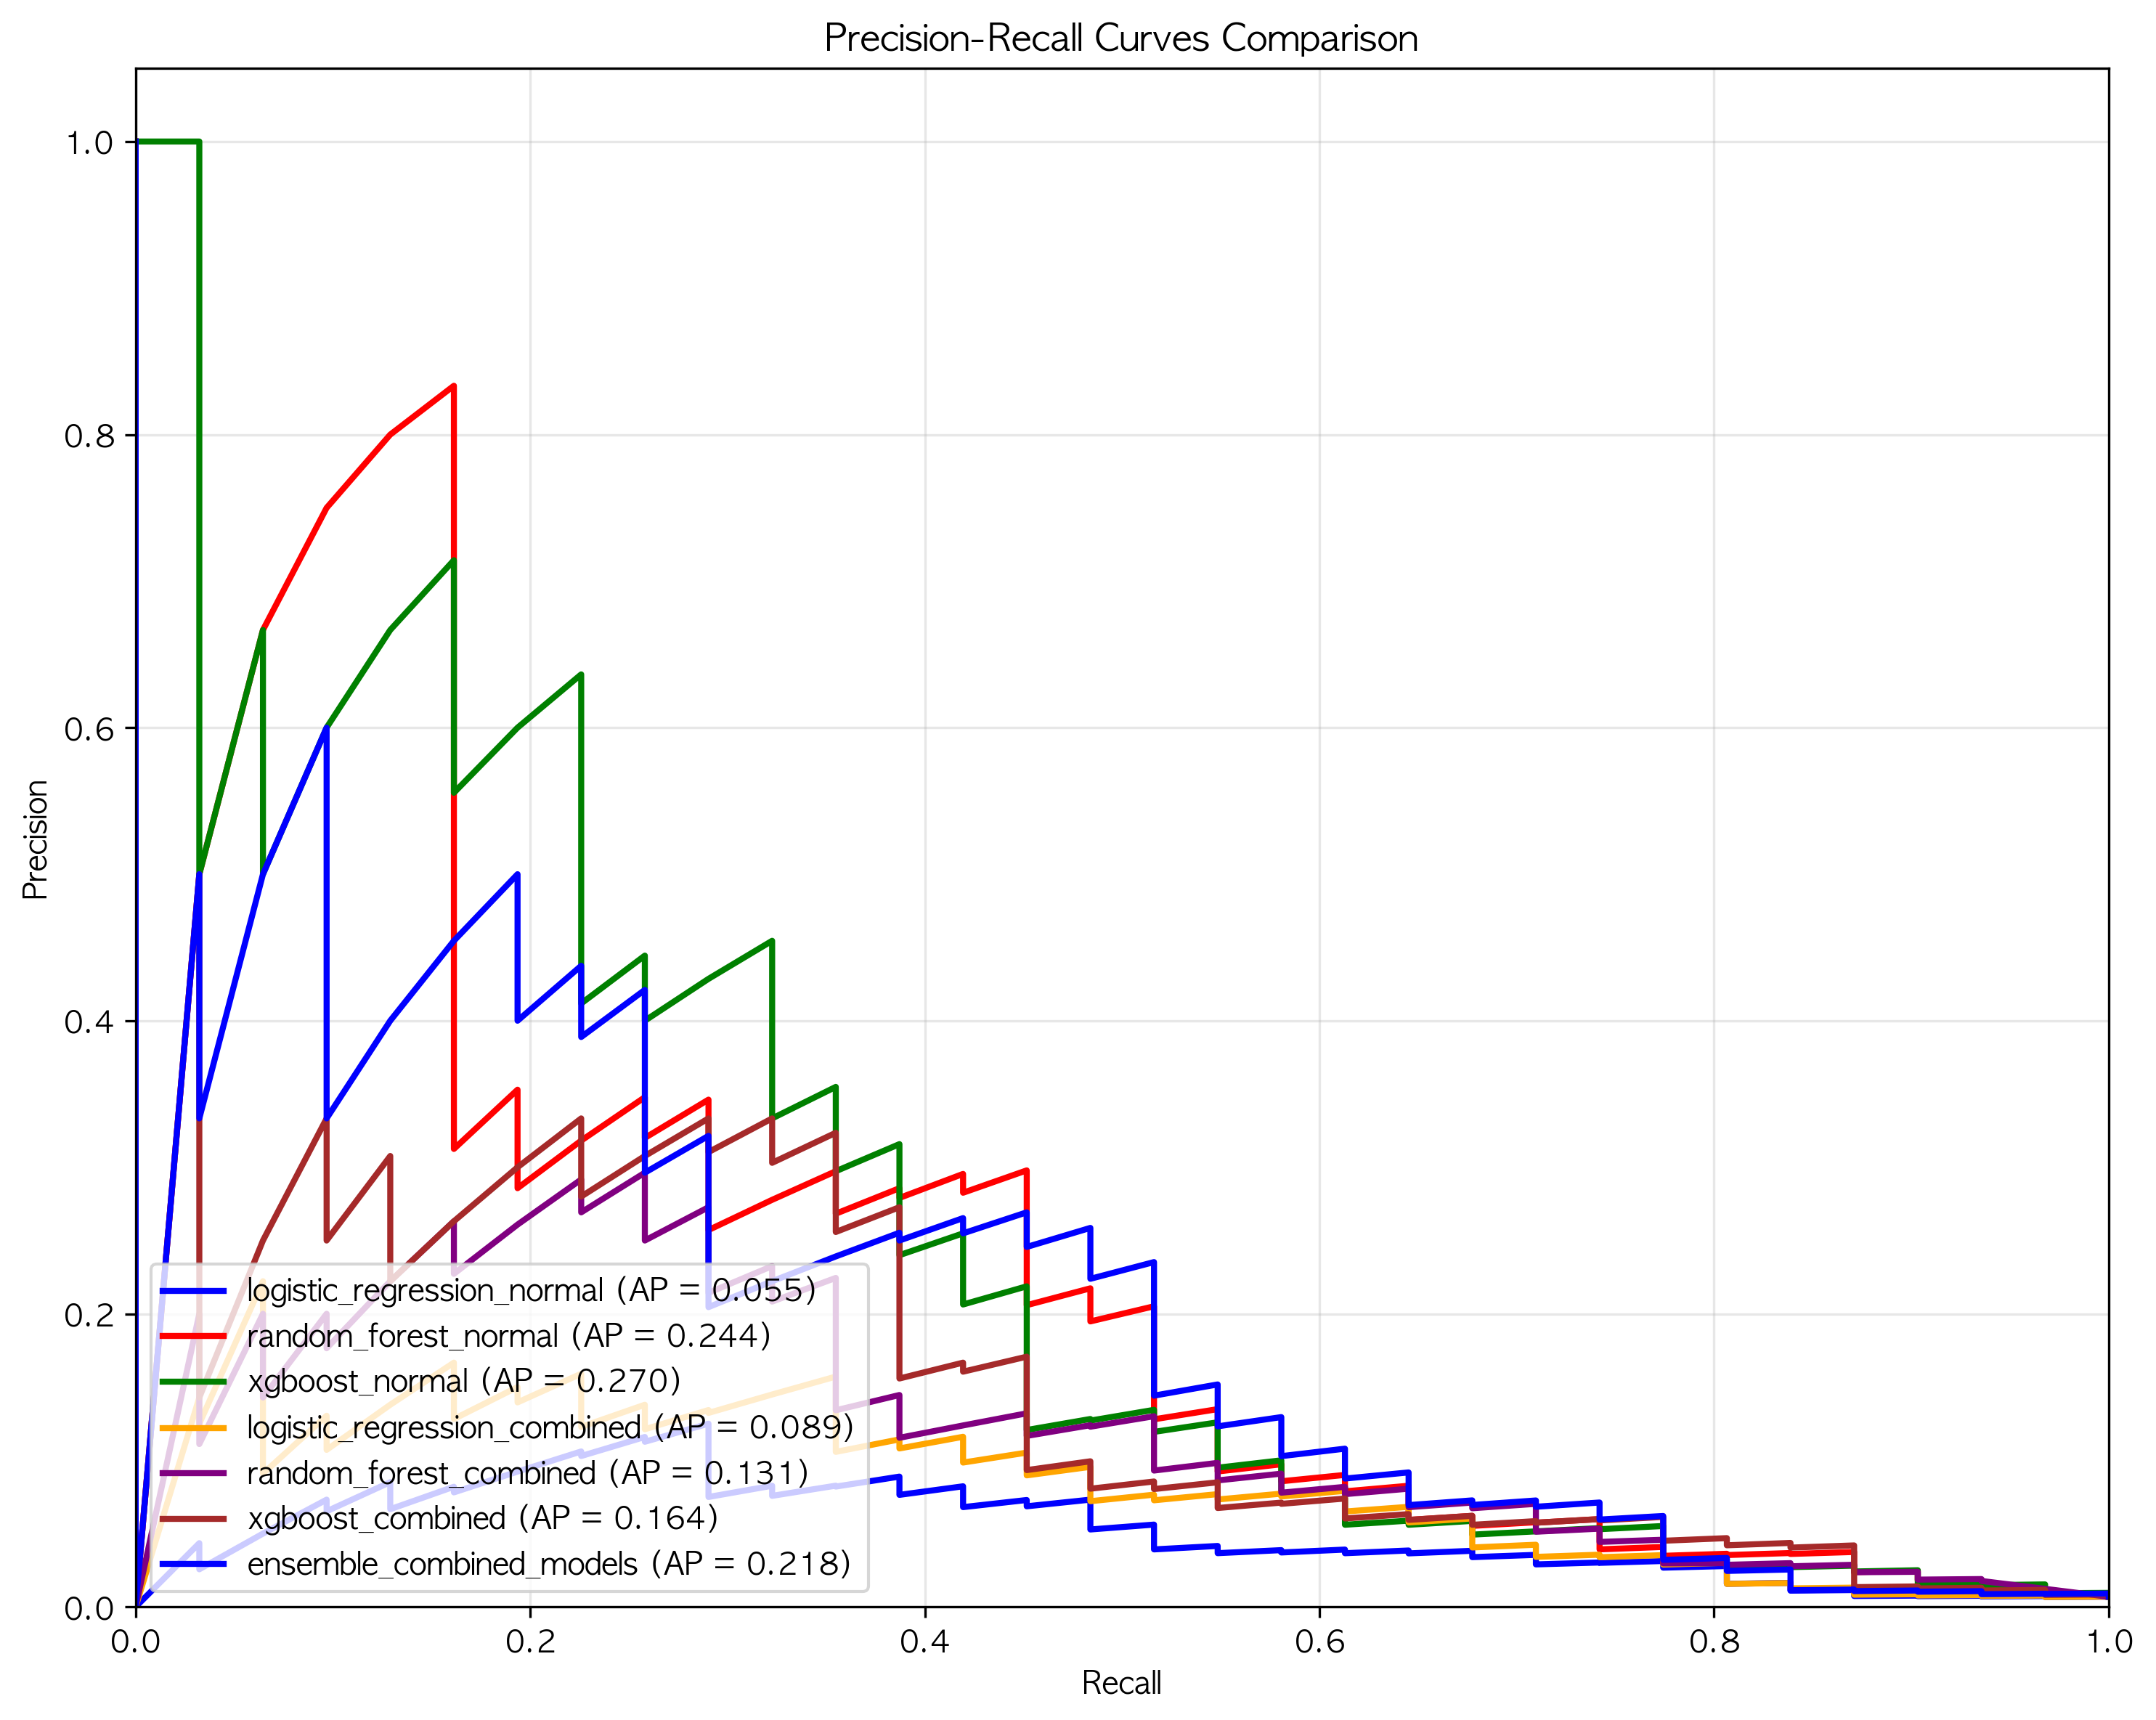 Precision-Recall Curves Comparison
1.0
0.8
0.6
0.4
0.2
0.0
Precision
logistic_regression_normal (AP = 0.055)
random_forest_normal (AP = 0.244)
xgboost_normal (AP = 0.270)
logistic_regression_combined (AP = 0.089)
random_forest_combined (AP = 0.131)
xgboost_combined (AP = 0.164)
ensemble_combined_models (AP = 0.218)
0.0 0.2 0.4 0.6 0.8 1.0
Recall